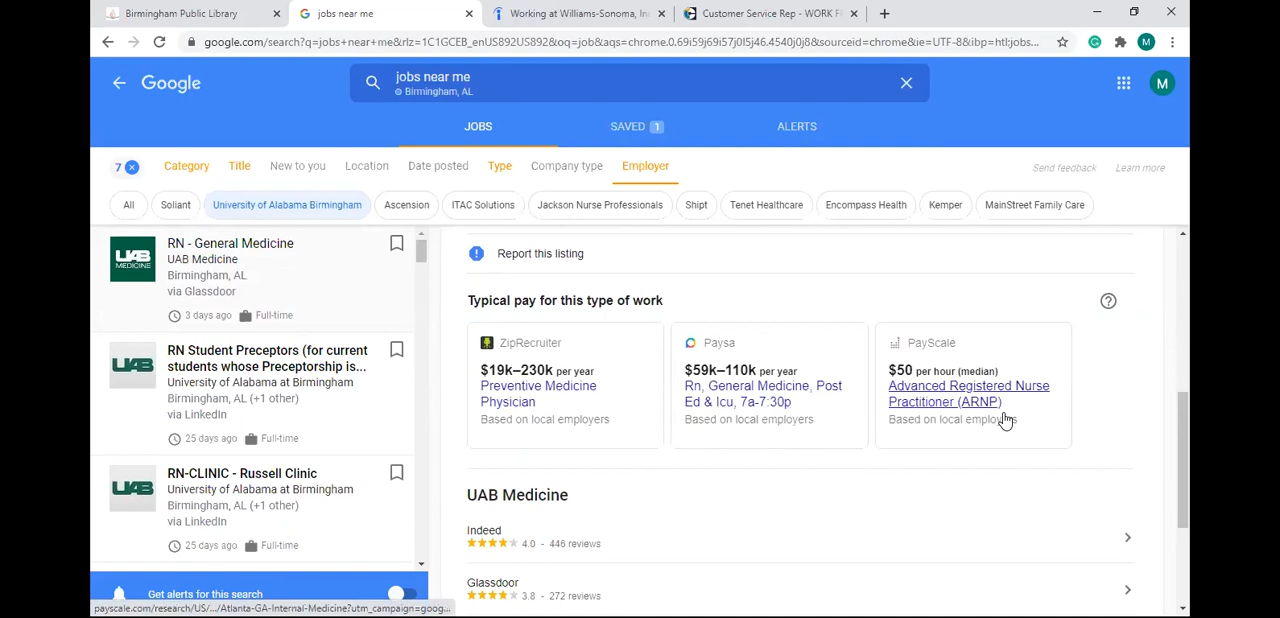 Birmingham Public Library
jobs near me
Working at Williams-Sonoma, Inc
Customer Service Rep - WORK F
google.com/search?q=jobs+near+me&rlz=1C1GCEB_enUS892US892&oq=job&aqs=chrome.0.69i59j69i57j0l5j46.4540j0j8&sourceid=chrome&ie=UTF-8&ibp=htl;jobs...
M
Google
jobs near me
Birmingham, AL
M
JOBS
SAVED 1
ALERTS
7 Category Title New to you Location Date posted Type Company type Employer
Send feedback Learn more
All Soliant University of Alabama Birmingham Ascension ITAC Solutions Jackson Nurse Professionals Shipt Tenet Healthcare Encompass Health Kemper MainStreet Family Care
UAB MEDICINE
RN - General Medicine
UAB Medicine
Birmingham, AL
via Glassdoor
3 days ago Full-time
UAB
RN Student Preceptors (for current
students whose Preceptorship is...
University of Alabama at Birmingham
Birmingham, AL (+1 other)
via LinkedIn
25 days ago Full-time
UAB
RN-CLINIC - Russell Clinic
University of Alabama at Birmingham
Birmingham, AL (+1 other)
via LinkedIn
25 days ago Full-time
Get alerts for this search
payscale.com/research/US/.../Atlanta-GA-Internal-Medicine?utm_campaign=goog...
Report this listing
Typical pay for this type of work
ZipRecruiter
$19k–230k per year
Preventive Medicine
Physician
Based on local employers
Paysa
$59k–110k per year
Rn, General Medicine, Post
Ed & Icu, 7a-7:30p
Based on local employers
PayScale
$50 per hour (median)
Advanced Registered Nurse
Practitioner (ARNP)
Based on local employers
UAB Medicine
Indeed
4.0 - 446 reviews
Glassdoor
3.8 - 272 reviews